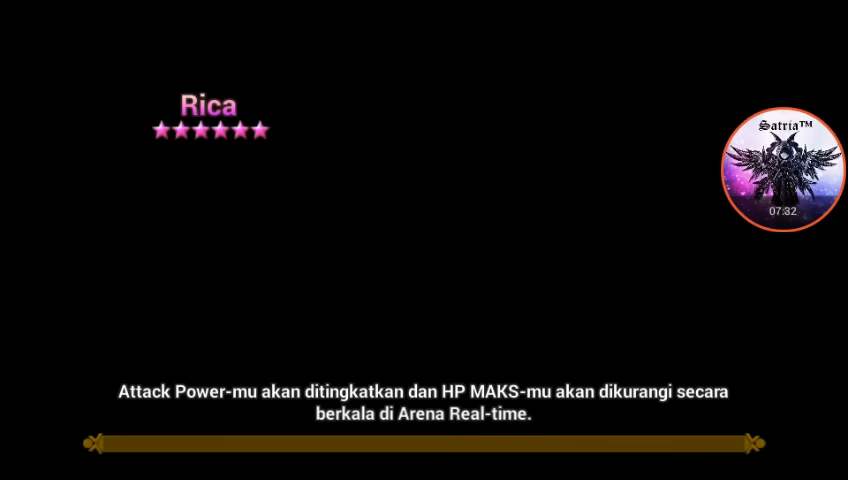 Rica
Satria™
07:32
Attack Power-mu akan ditingkatkan dan HP MAKS-mu akan dikurangi secara
berkala di Arena Real-time.